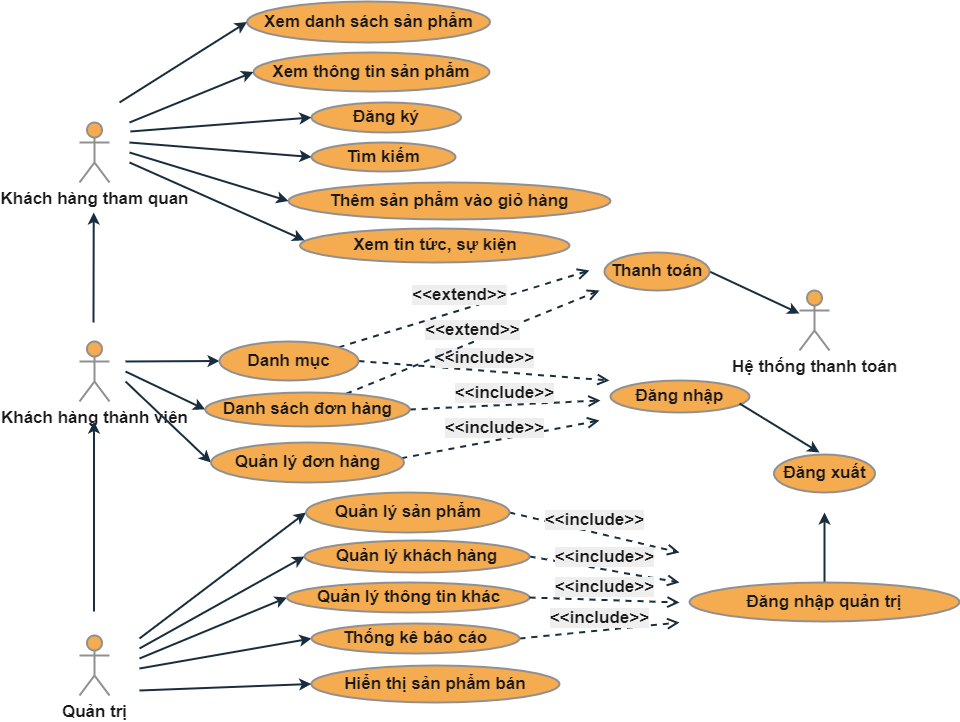 Xem danh sách sản phẩm
Xem thông tin sản phẩm
Đăng ký
Tìm kiếm
Khách hàng tham quan
Thêm sản phẩm vào giỏ hàng
Xem tin tức, sự kiện
Thanh toán
<<extend>>
<<extend>>
Hệ thống thanh toán
<<include>>
Danh mục
<<include>>
Đăng nhập
Danh sách đơn hàng
Khách hàng thành viên
<<include>>
Quản lý đơn hàng
Đăng xuất
Quản lý sản phẩm
<<include>>
Quản lý khách hàng
<<include>>
<<include>>
Quản lý thông tin khác
Đăng nhập quản trị
<<include>>
Thống kê báo cáo
Hiển thị sản phẩm bán
Quản trị